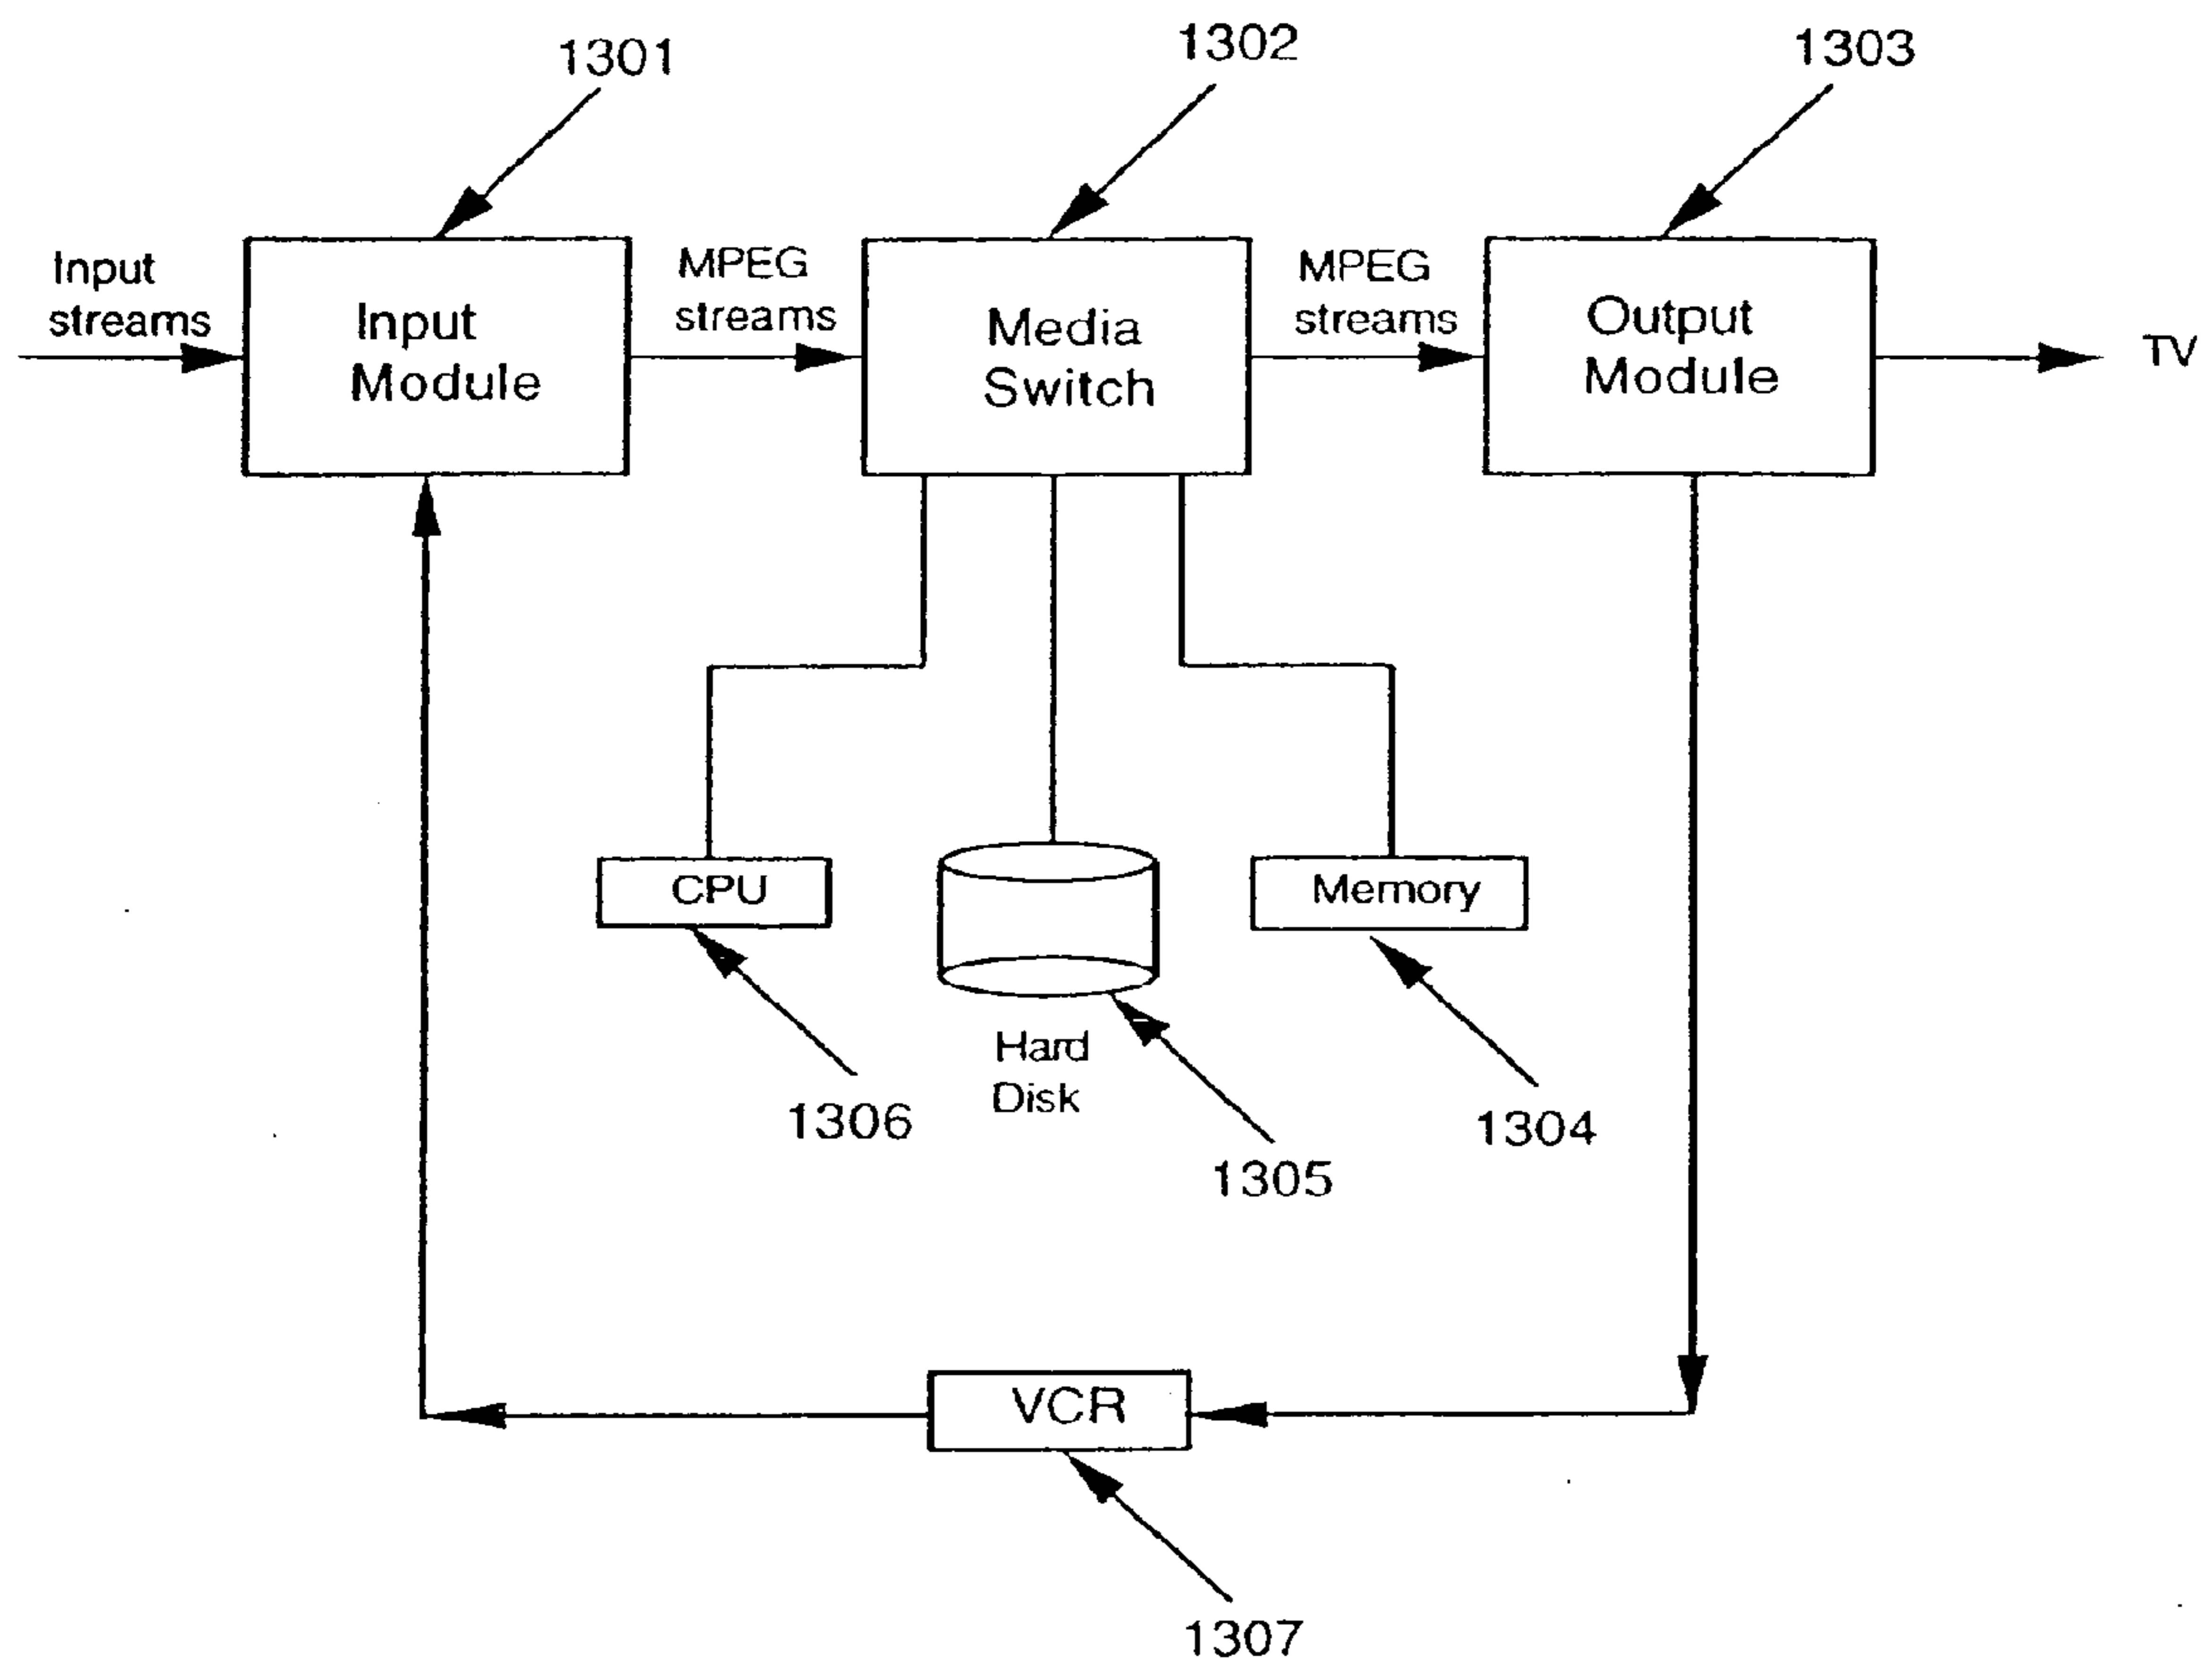 1301
1302
1303
Input
streams
Input
Module
MPEG
streams
Media
Switch
MPEG
streams
Output
Module
TV
CPU
Memory
Hard
Disk
1306
1305
1304
VCR
1307